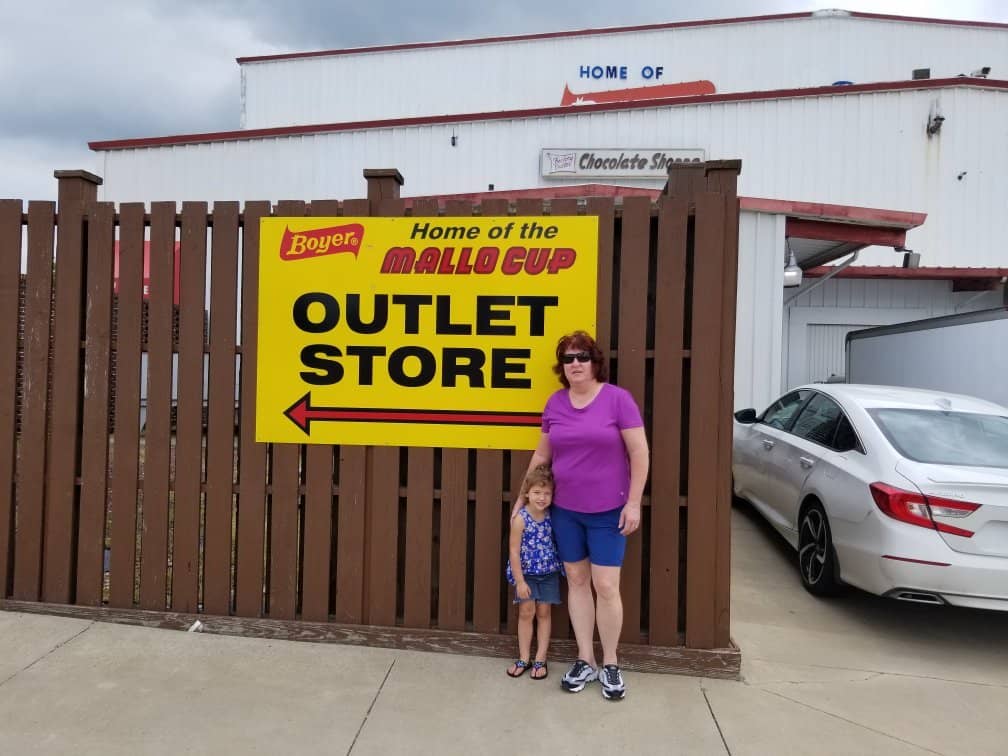 HOME OF
Chocolate Shoppe
Boyer®
Home of the
MALLO CUP
OUTLET
STORE